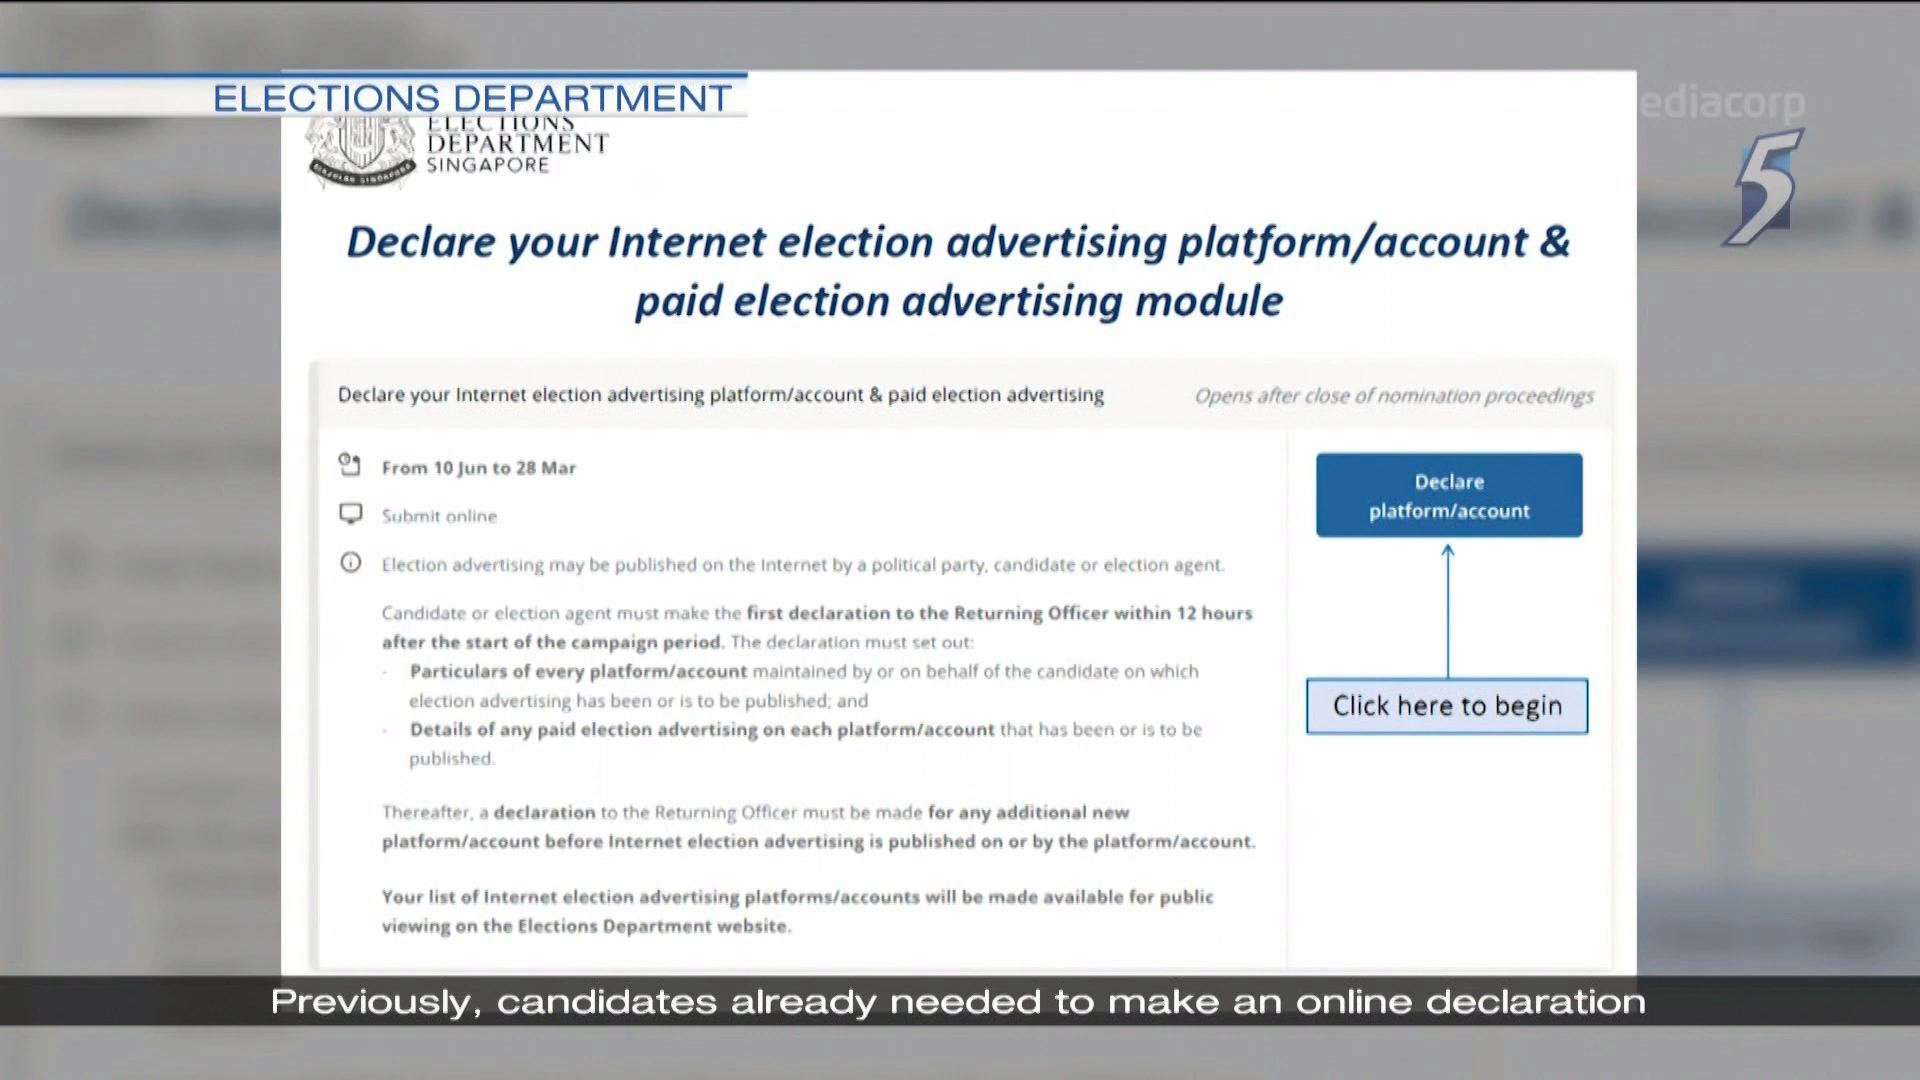 ELECTIONS DEPARTMENT
ediacorp
5
ELECTIONS
DEPARTMENT
SINGAPORE
Declare your Internet election advertising platform/account &
paid election advertising module
Declare your Internet election advertising platform/account & paid election advertising
Opens after close of nomination proceedings
From 10 Jun to 28 Mar
Submit online
Election advertising may be published on the Internet by a political party, candidate or election agent.
Candidate or election agent must make the first declaration to the Returning Officer within 12 hours
after the start of the campaign period. The declaration must set out:
- Particulars of every platform/account maintained by or on behalf of the candidate on which
election advertising has been or is to be published; and
- Details of any paid election advertising on each platform/account that has been or is to be
published.
Thereafter, a declaration to the Returning Officer must be made for any additional new
platform/account before Internet election advertising is published on or by the platform/account.
Your list of Internet election advertising platforms/accounts will be made available for public
viewing on the Elections Department website.
Declare
platform/account
Click here to begin
Previously, candidates already needed to make an online declaration